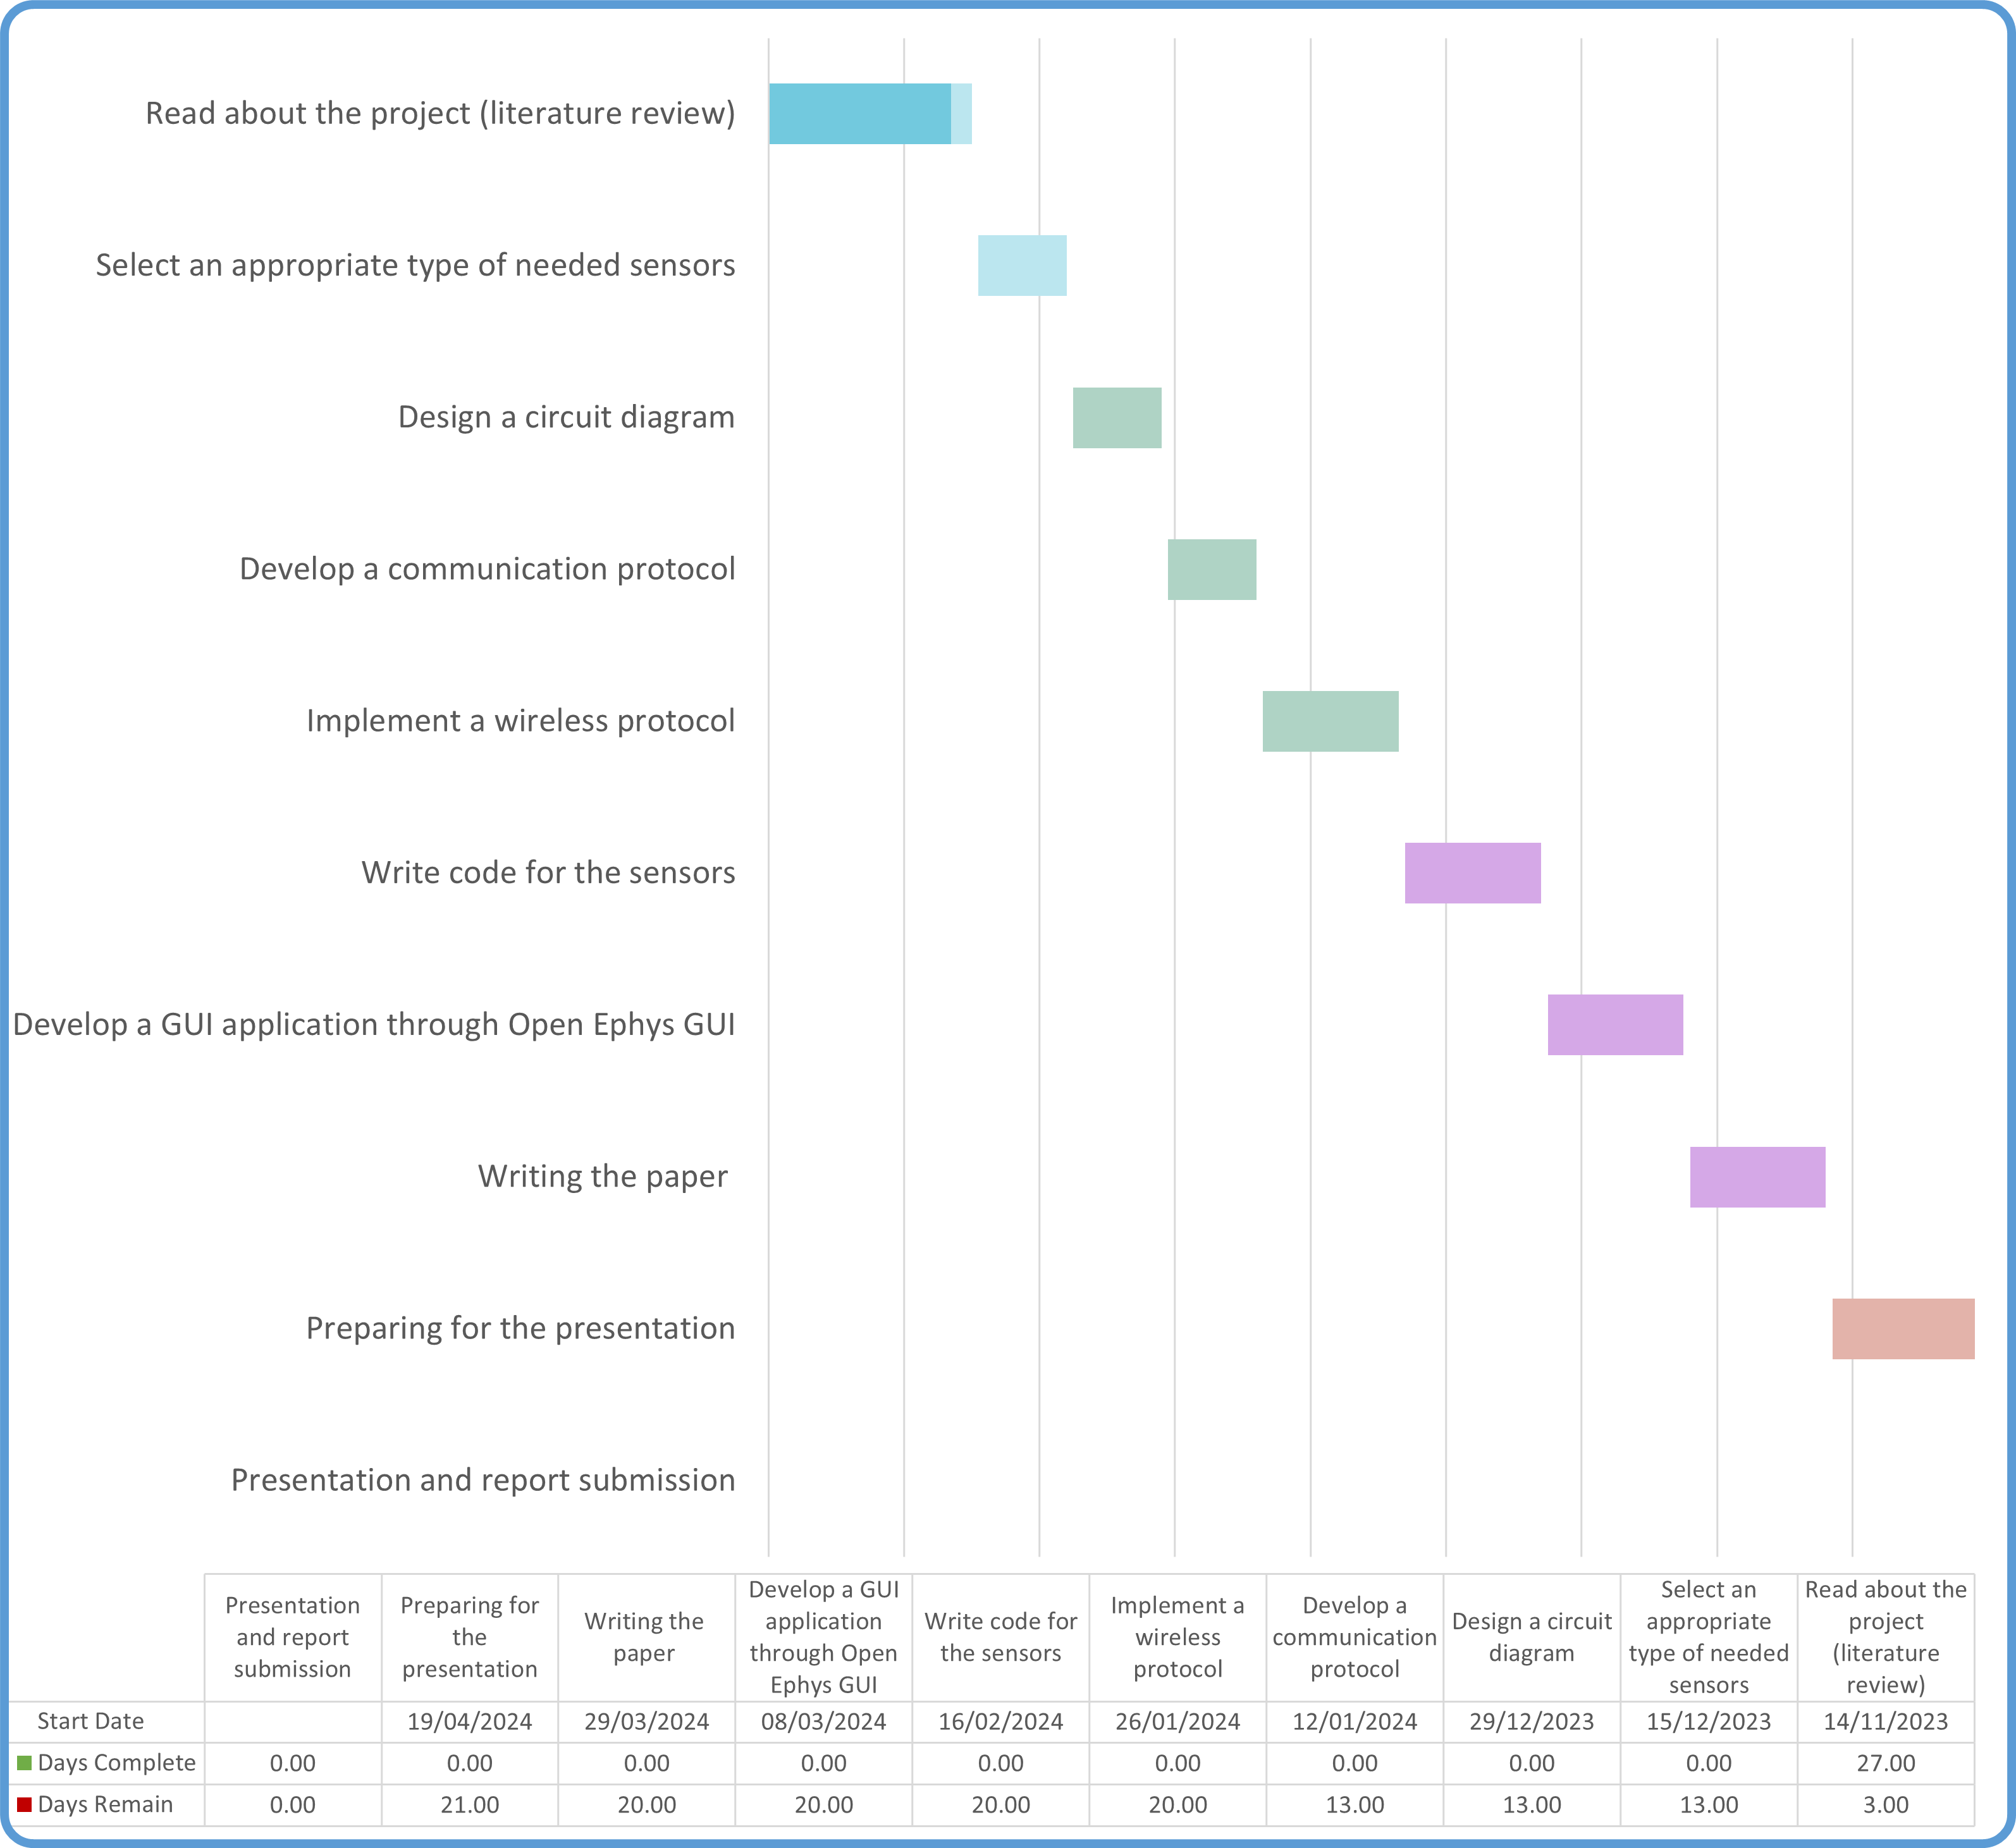 Read about the project (literature review)
Select an appropriate type of needed sensors
Design a circuit diagram
Develop a communication protocol
Implement a wireless protocol
Write code for the sensors
Develop a GUI application through Open Ephys GUI
Writing the paper
Preparing for the presentation
Presentation and report submission
Presentation
and report
submission
Preparing for
the
presentation
Writing the
paper
Develop a GUI
application
through Open
Ephys GUI
Write code for
the sensors
Implement a
wireless
protocol
Develop a
communication
protocol
Design a circuit
diagram
Select an
appropriate
type of needed
sensors
Read about the
project
(literature
review)
Start Date 19/04/2024 29/03/2024 08/03/2024 16/02/2024 26/01/2024 12/01/2024 29/12/2023 15/12/2023 14/11/2023
Days Complete 0.00 0.00 0.00 0.00 0.00 0.00 0.00 0.00 0.00 27.00
Days Remain 0.00 21.00 20.00 20.00 20.00 20.00 13.00 13.00 13.00 3.00